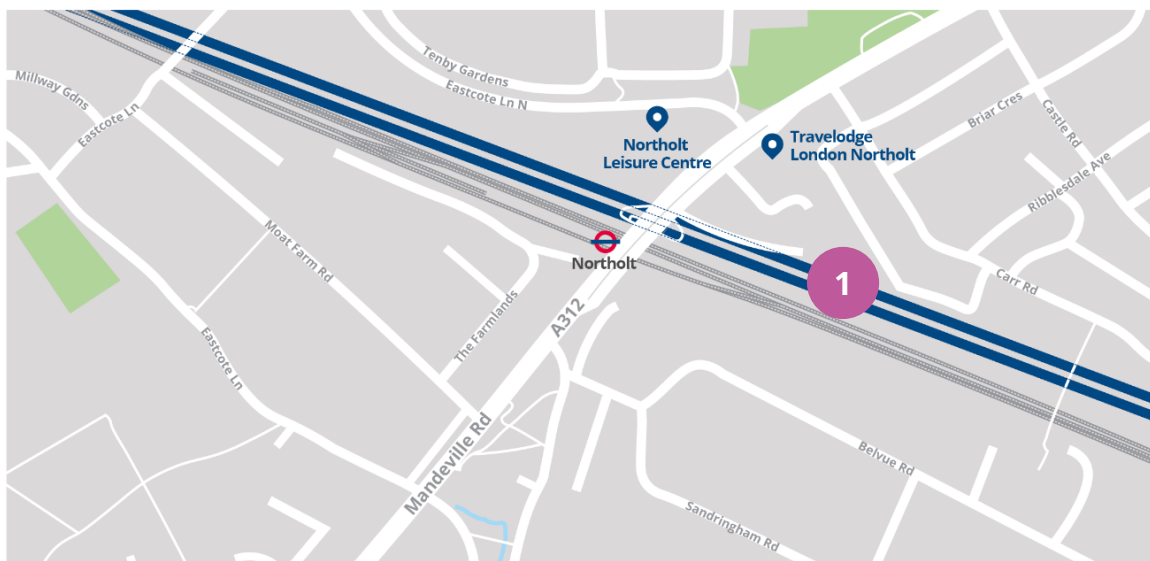 Tenby Gardens
Eastcote Ln N
Millway Gdns
Eastcote Ln
Northolt
Leisure Centre
Travelodge
London Northolt
Briar Cres
Castle Rd
Ribblesdale Ave
Moat Farm Rd
Northolt
1
Carr Rd
A312
The Farmlands
Eastcote Ln
Mandeville Rd
Belvue Rd
Sandringham Rd